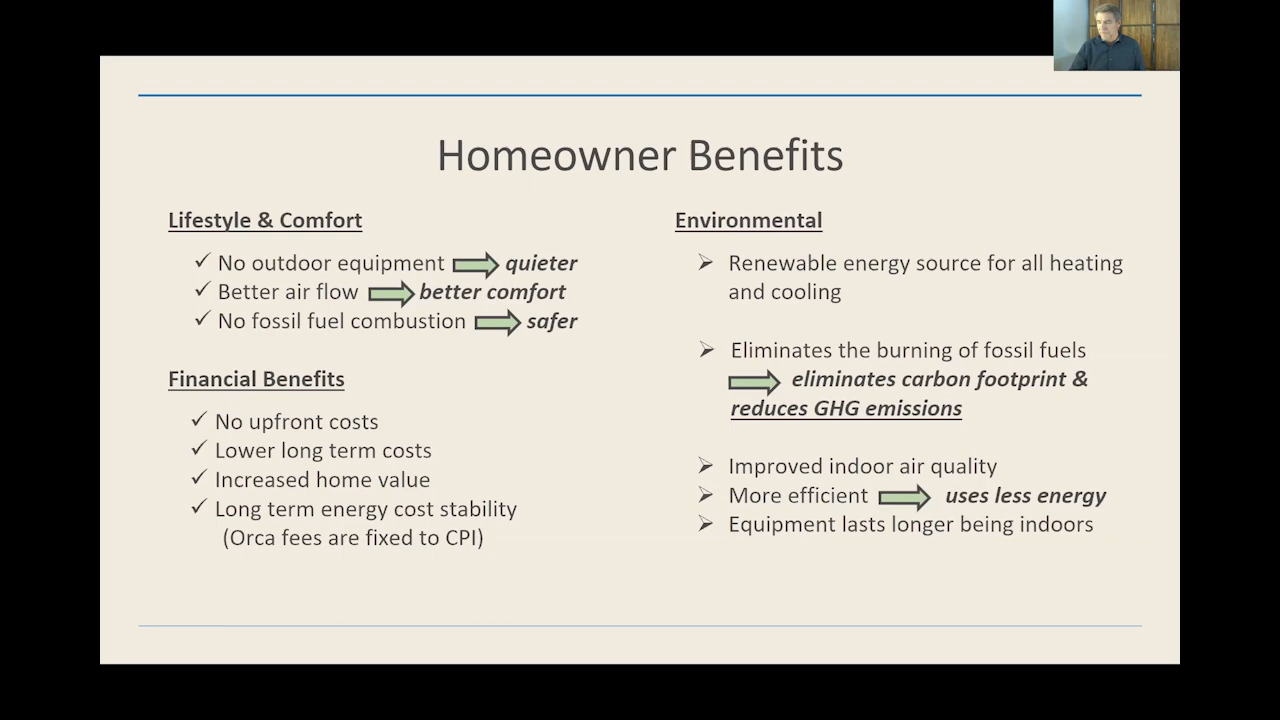 Homeowner Benefits
Lifestyle & Comfort
No outdoor equipment quieter
Better air flow better comfort
No fossil fuel combustion safer
Financial Benefits
No upfront costs
Lower long term costs
Increased home value
Long term energy cost stability
(Orca fees are fixed to CPI)
Environmental
Renewable energy source for all heating
and cooling
Eliminates the burning of fossil fuels
eliminates carbon footprint &
reduces GHG emissions
Improved indoor air quality
More efficient uses less energy
Equipment lasts longer being indoors